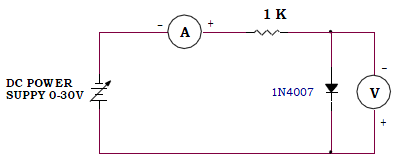 1 K
- A +
DC POWER
SUPPY 0-30V
1N4007
-
V
+